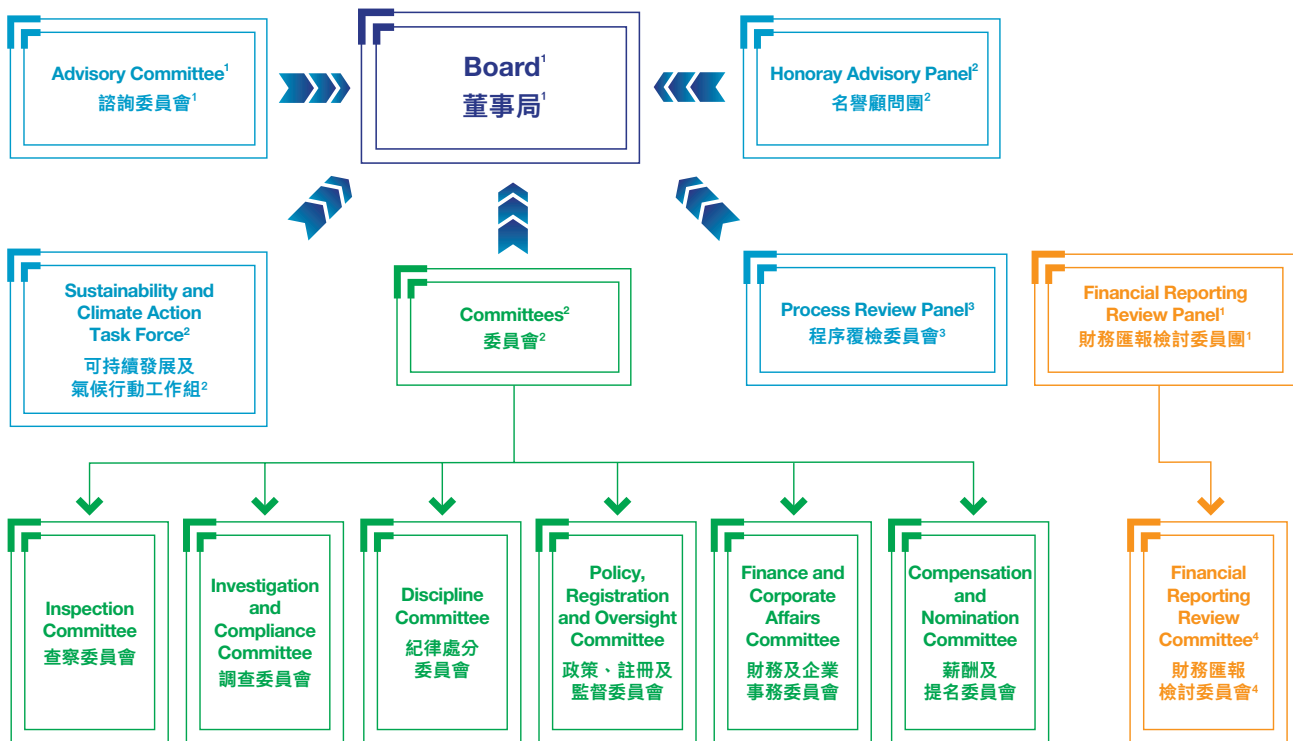 Advisory Committee¹
諮詢委員會¹
Board¹
董事局¹
Honoray Advisory Panel²
名譽顧問團²
Sustainability and
Climate Action
Task Force²
可持續發展及
氣候行動工作組²
Committees²
委員會²
Process Review Panel³
程序覆檢委員會³
Financial Reporting
Review Panel¹
財務匯報檢討委員團¹
Inspection
Committee
查察委員會
Investigation
and
Compliance
Committee
調查委員會
Discipline
Committee
紀律處分
委員會
Policy,
Registration
and Oversight
Committee
政策、註冊及
監督委員會
Finance and
Corporate
Affairs
Committee
財務及企業
事務委員會
Compensation
and
Nomination
Committee
薪酬及
提名委員會
Financial
Reporting
Review
Committee⁴
財務匯報
檢討委員會⁴